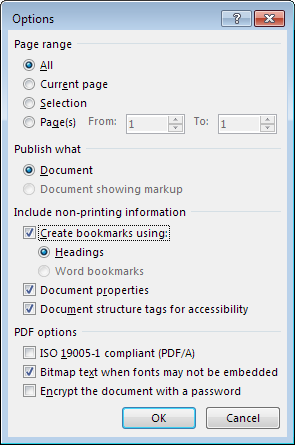 Options
Page range
All
Current page
Selection
Page(s) From: 1 To: 1
Publish what
Document
Document showing markup
Include non-printing information
Create bookmarks using:
Headings
Word bookmarks
Document properties
Document structure tags for accessibility
PDF options
ISO 19005-1 compliant (PDF/A)
Bitmap text when fonts may not be embedded
Encrypt the document with a password
OK Cancel